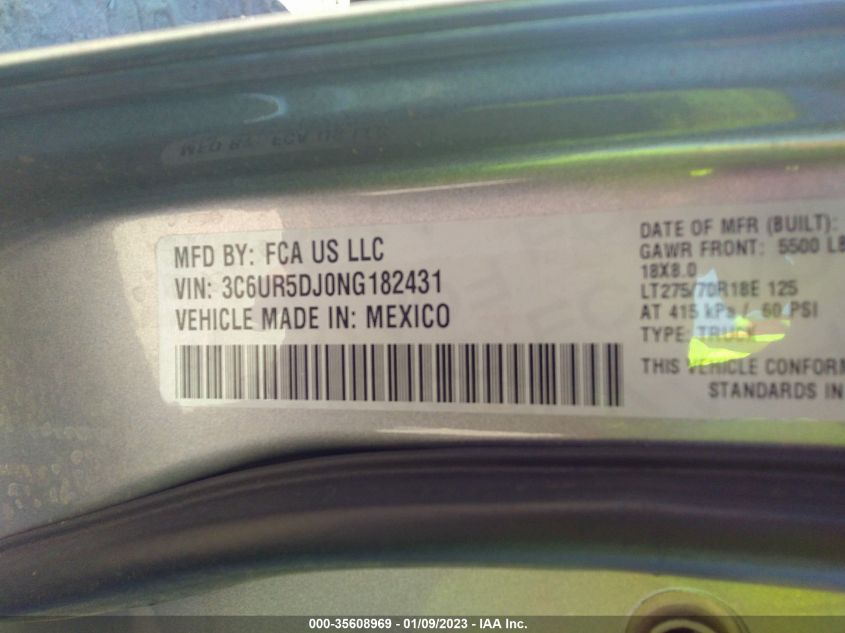 MFD BY: FCA US LLC
VIN: 3C6UR5DJ0NG182431
VEHICLE MADE IN: MEXICO
DATE OF MFR (BUILT):
GAWR FRONT: 5500 LB
18X8.0
LT275/70R18E 125
AT 415 kPa / 60 PSI
TYPE: TRUCK
THIS VEHICLE CONFORM
STANDARDS IN
000-35608969 - 01/09/2023 - IAA Inc.